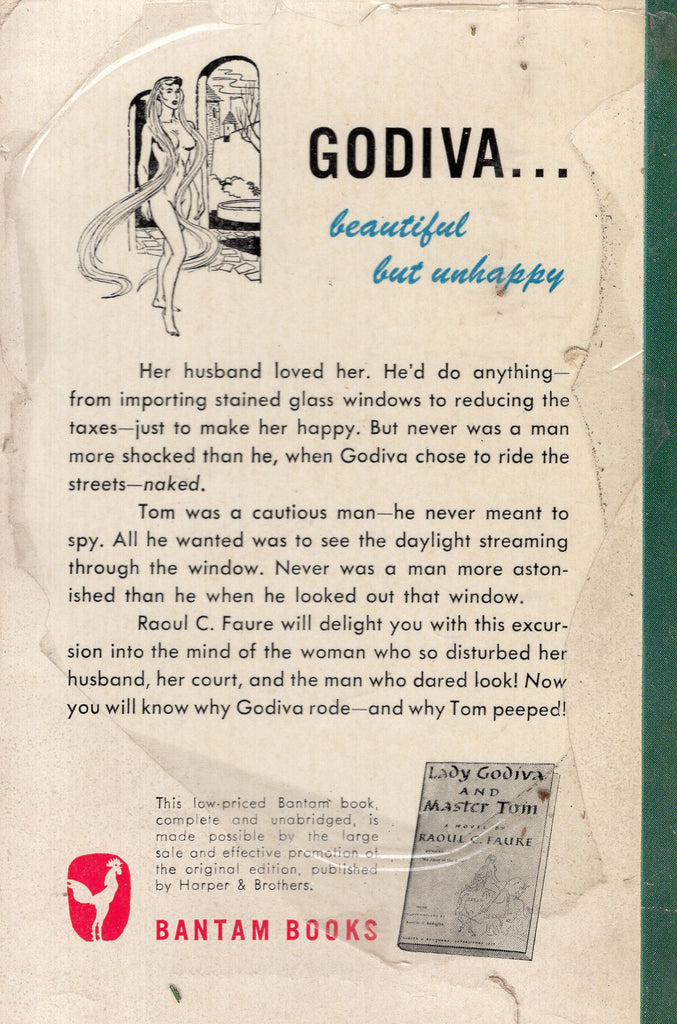 GODIVA...
beautiful
but unhappy
Her husband loved her. He'd do anything—
from importing stained glass windows to reducing the
taxes—just to make her happy. But never was a man
more shocked than he, when Godiva chose to ride the
streets—naked.
Tom was a cautious man—he never meant to
spy. All he wanted was to see the daylight streaming
through the window. Never was a man more aston-
ished than he when he looked out that window.
Raoul C. Faure will delight you with this excur-
sion into the mind of the woman who so disturbed her
husband, her court, and the man who dared look! Now
you will know why Godiva rode—and why Tom peeped!
This low-priced Bantam book,
complete and unabridged, is
made possible by the large
sale and effective promotion of
the original edition, published
by Harper & Brothers.
BANTAM BOOKS
Lady Godiva
AND
Master Tom
A NOVEL BY
RAOUL C. FAURE